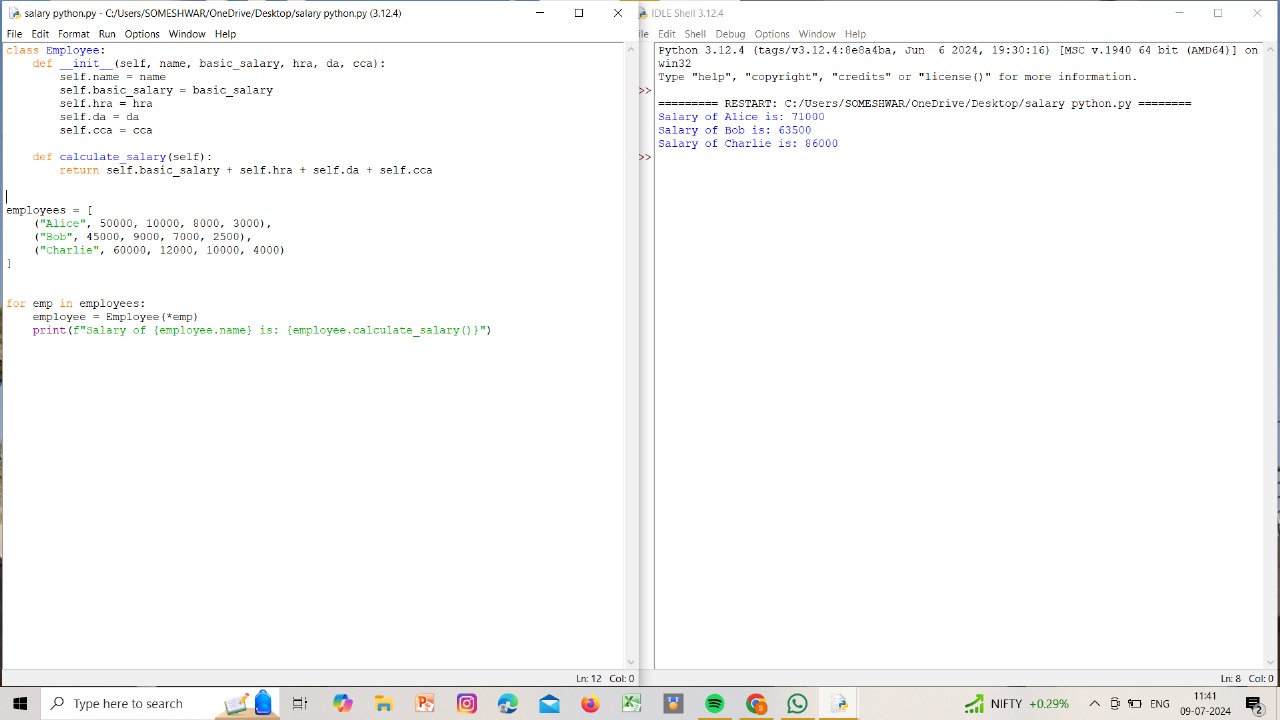 salary python.py - C:/Users/SOMESHWAR/OneDrive/Desktop/salary python.py (3.12.4)
File Edit Format Run Options Window Help
class Employee:
    def __init__(self, name, basic_salary, hra, da, cca):
        self.name = name
        self.basic_salary = basic_salary
        self.hra = hra
        self.da = da
        self.cca = cca
    def calculate_salary(self):
        return self.basic_salary + self.hra + self.da + self.cca
employees = [
    ("Alice", 50000, 10000, 8000, 3000),
    ("Bob", 45000, 9000, 7000, 2500),
    ("Charlie", 60000, 12000, 10000, 4000)
]
for emp in employees:
    employee = Employee(*emp)
    print(f"Salary of {employee.name} is: {employee.calculate_salary()}")
Ln: 12 Col: 0
IDLE Shell 3.12.4
ile Edit Shell Debug Options Window Help
Python 3.12.4 (tags/v3.12.4:8e8a4ba, Jun  6 2024, 19:30:16) [MSC v.1940 64 bit (AMD64)] on
win32
Type "help", "copyright", "credits" or "license()" for more information.
>>
========= RESTART: C:/Users/SOMESHWAR/OneDrive/Desktop/salary python.py ========
Salary of Alice is: 71000
Salary of Bob is: 63500
Salary of Charlie is: 86000
>>
Ln: 8 Col: 0
Type here to search
NIFTY +0.29%
ENG
11:41
09-07-2024
2